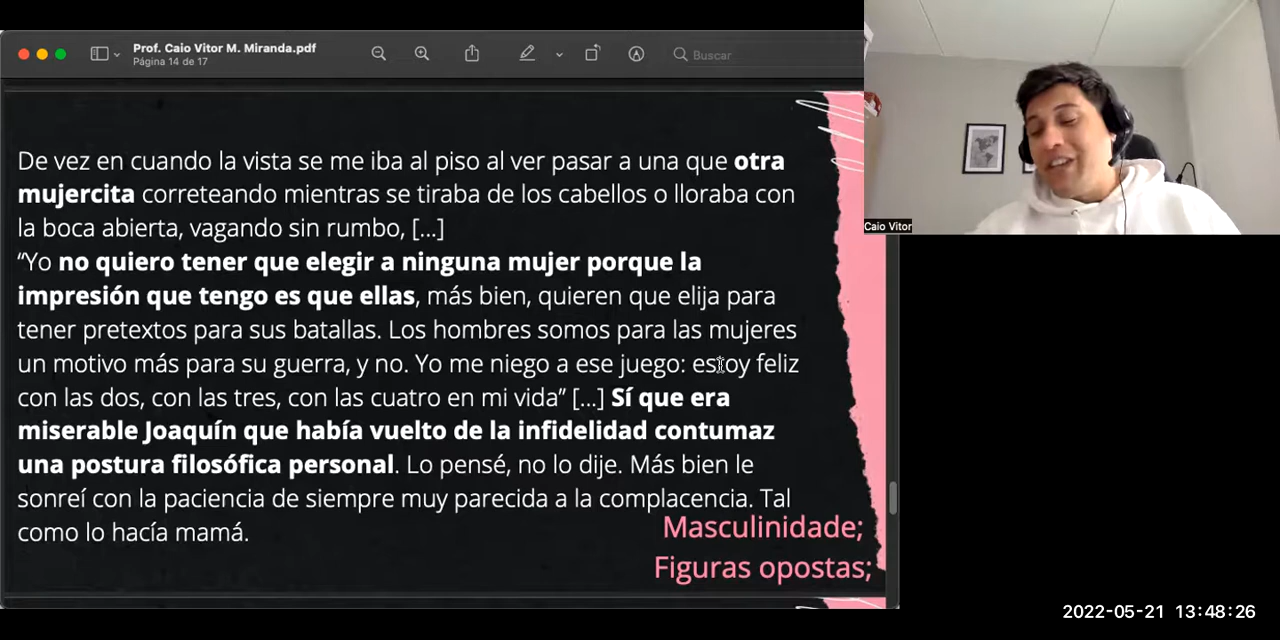 Prof. Caio Vitor M. Miranda.pdf
Página 14 de 17
Buscar
De vez en cuando la vista se me iba al piso al ver pasar a una que otra
mujercita correteando mientras se tiraba de los cabellos o lloraba con
la boca abierta, vagando sin rumbo, [...]
“Yo no quiero tener que elegir a ninguna mujer porque la
impresión que tengo es que ellas, más bien, quieren que elija para
tener pretextos para sus batallas. Los hombres somos para las mujeres
un motivo más para su guerra, y no. Yo me niego a ese juego: estoy feliz
con las dos, con las tres, con las cuatro en mi vida” [...] Sí que era
miserable Joaquín que había vuelto de la infidelidad contumaz
una postura filosófica personal. Lo pensé, no lo dije. Más bien le
sonreí con la paciencia de siempre muy parecida a la complacencia. Tal
como lo hacía mamá.
Masculinidade;
Figuras opostas;
Caio Vitor
2022-05-21 13:48:26